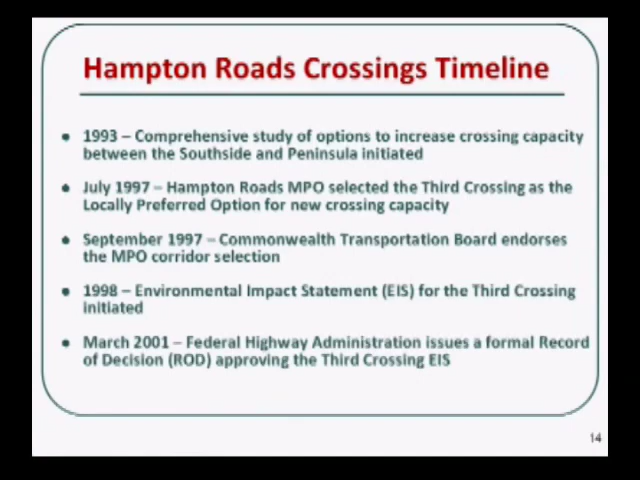 Hampton Roads Crossings Timeline
• 1993 – Comprehensive study of options to increase crossing capacity
between the Southside and Peninsula initiated
• July 1997 – Hampton Roads MPO selected the Third Crossing as the
Locally Preferred Option for new crossing capacity
• September 1997 – Commonwealth Transportation Board endorses
the MPO corridor selection
• 1998 – Environmental Impact Statement (EIS) for the Third Crossing
initiated
• March 2001 – Federal Highway Administration issues a formal Record
of Decision (ROD) approving the Third Crossing EIS
14